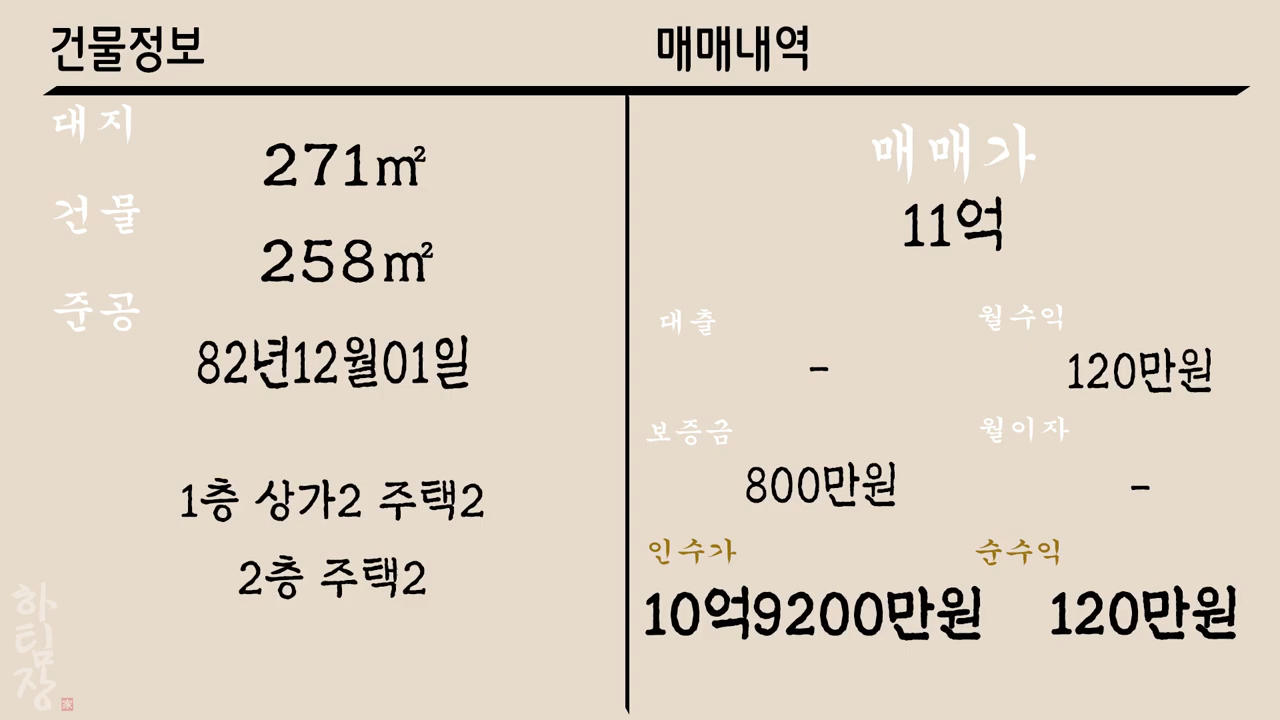 건물정보
대지
271㎡
건물
258㎡
준공
82년12월01일
1층 상가2 주택2
2층 주택2
하팀장
매매내역
매매가
11억
대출
-
월수익
120만원
보증금
800만원
월이자
-
인수가
10억9200만원
순수익
120만원